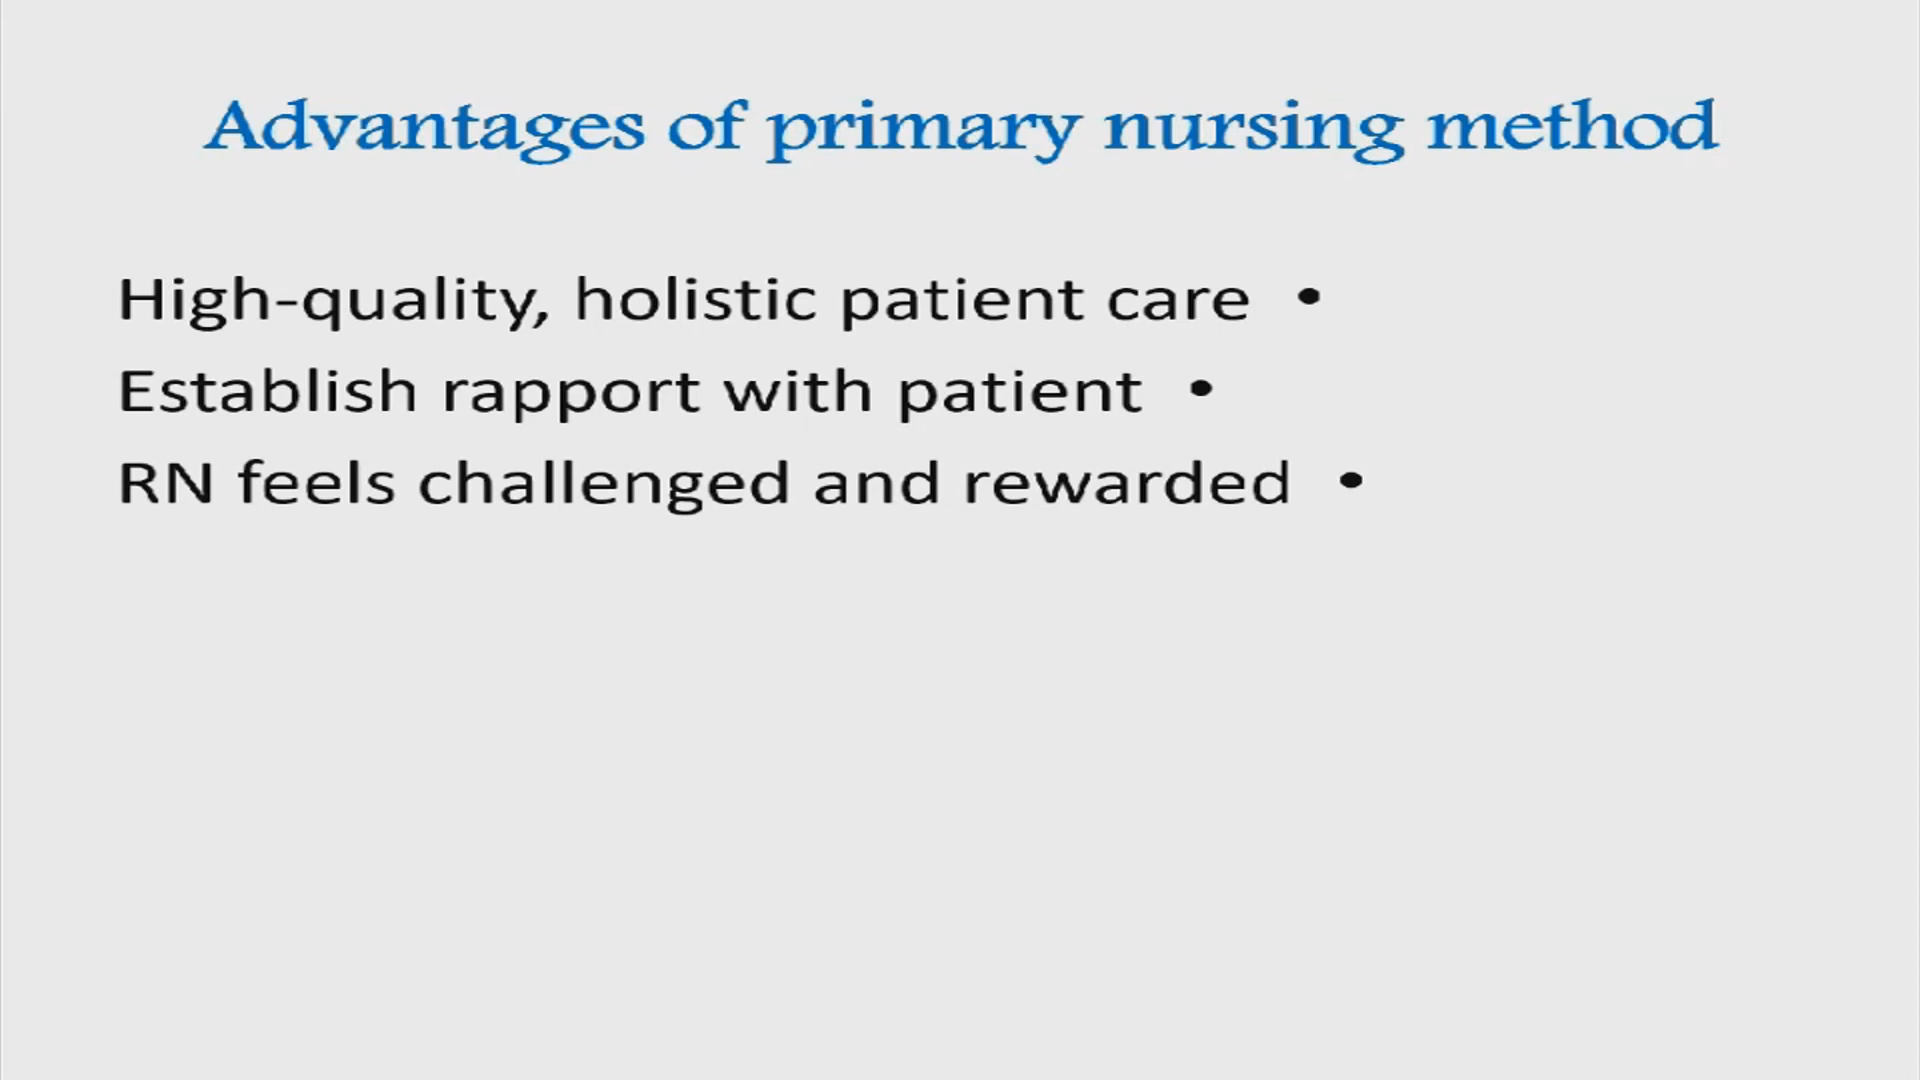 Advantages of primary nursing method
High-quality, holistic patient care •
Establish rapport with patient •
RN feels challenged and rewarded •